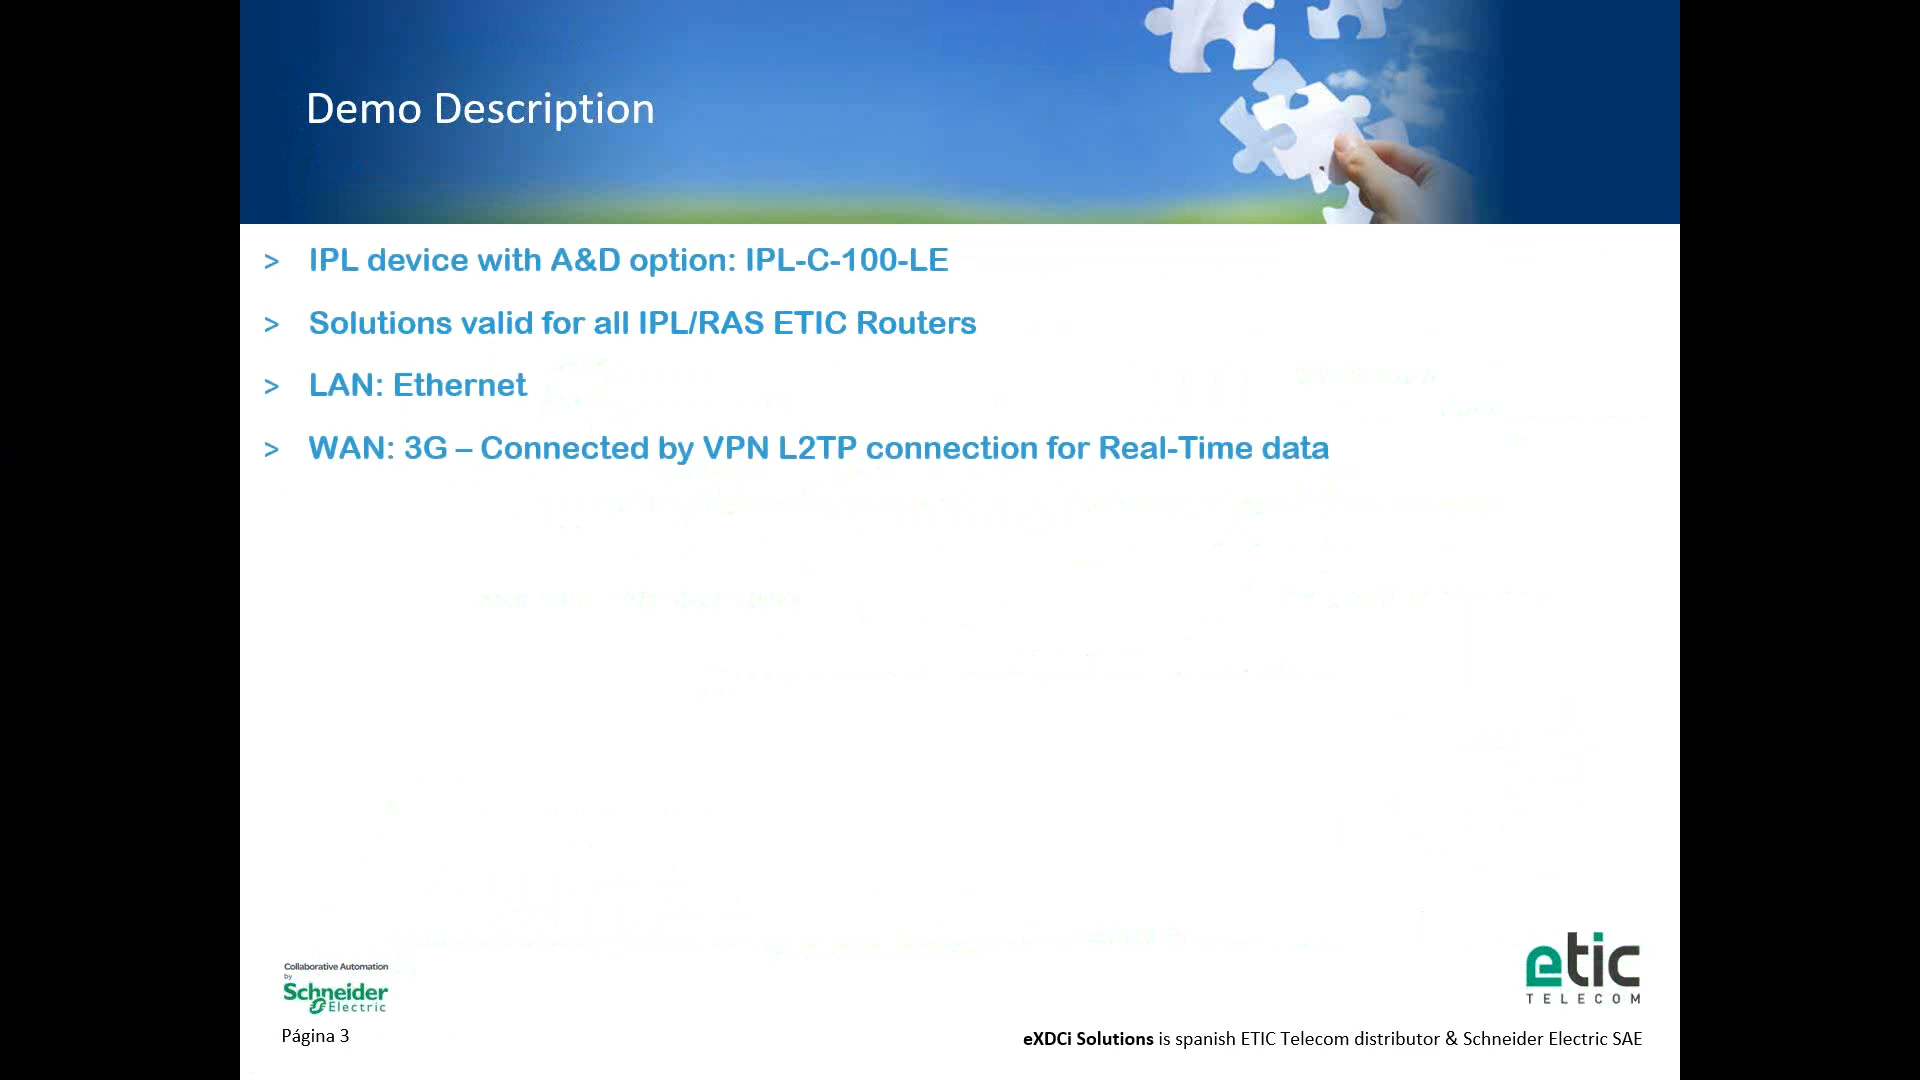 Demo Description
> IPL device with A&D option: IPL-C-100-LE
> Solutions valid for all IPL/RAS ETIC Routers
> LAN: Ethernet
> WAN: 3G – Connected by VPN L2TP connection for Real-Time data
Collaborative Automation
by
Schneider
Electric
etic
TELECOM
Página 3
eXDCi Solutions is spanish ETIC Telecom distributor & Schneider Electric SAE